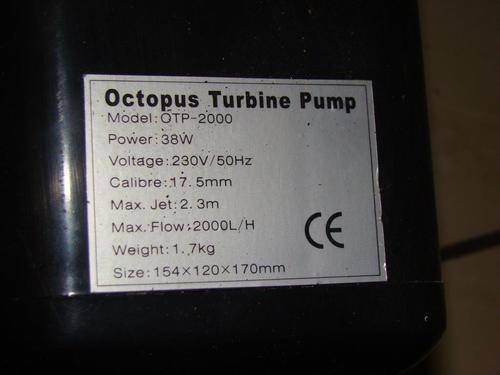 Octopus Turbine Pump
Model:OTP-2000
Power:38W
Voltage:230V/50Hz
Calibre:17.5mm
Max. Jet:2.3m
Max. Flow:2000L/H
Weight:1.7kg
Size:154×120×170mm
CE